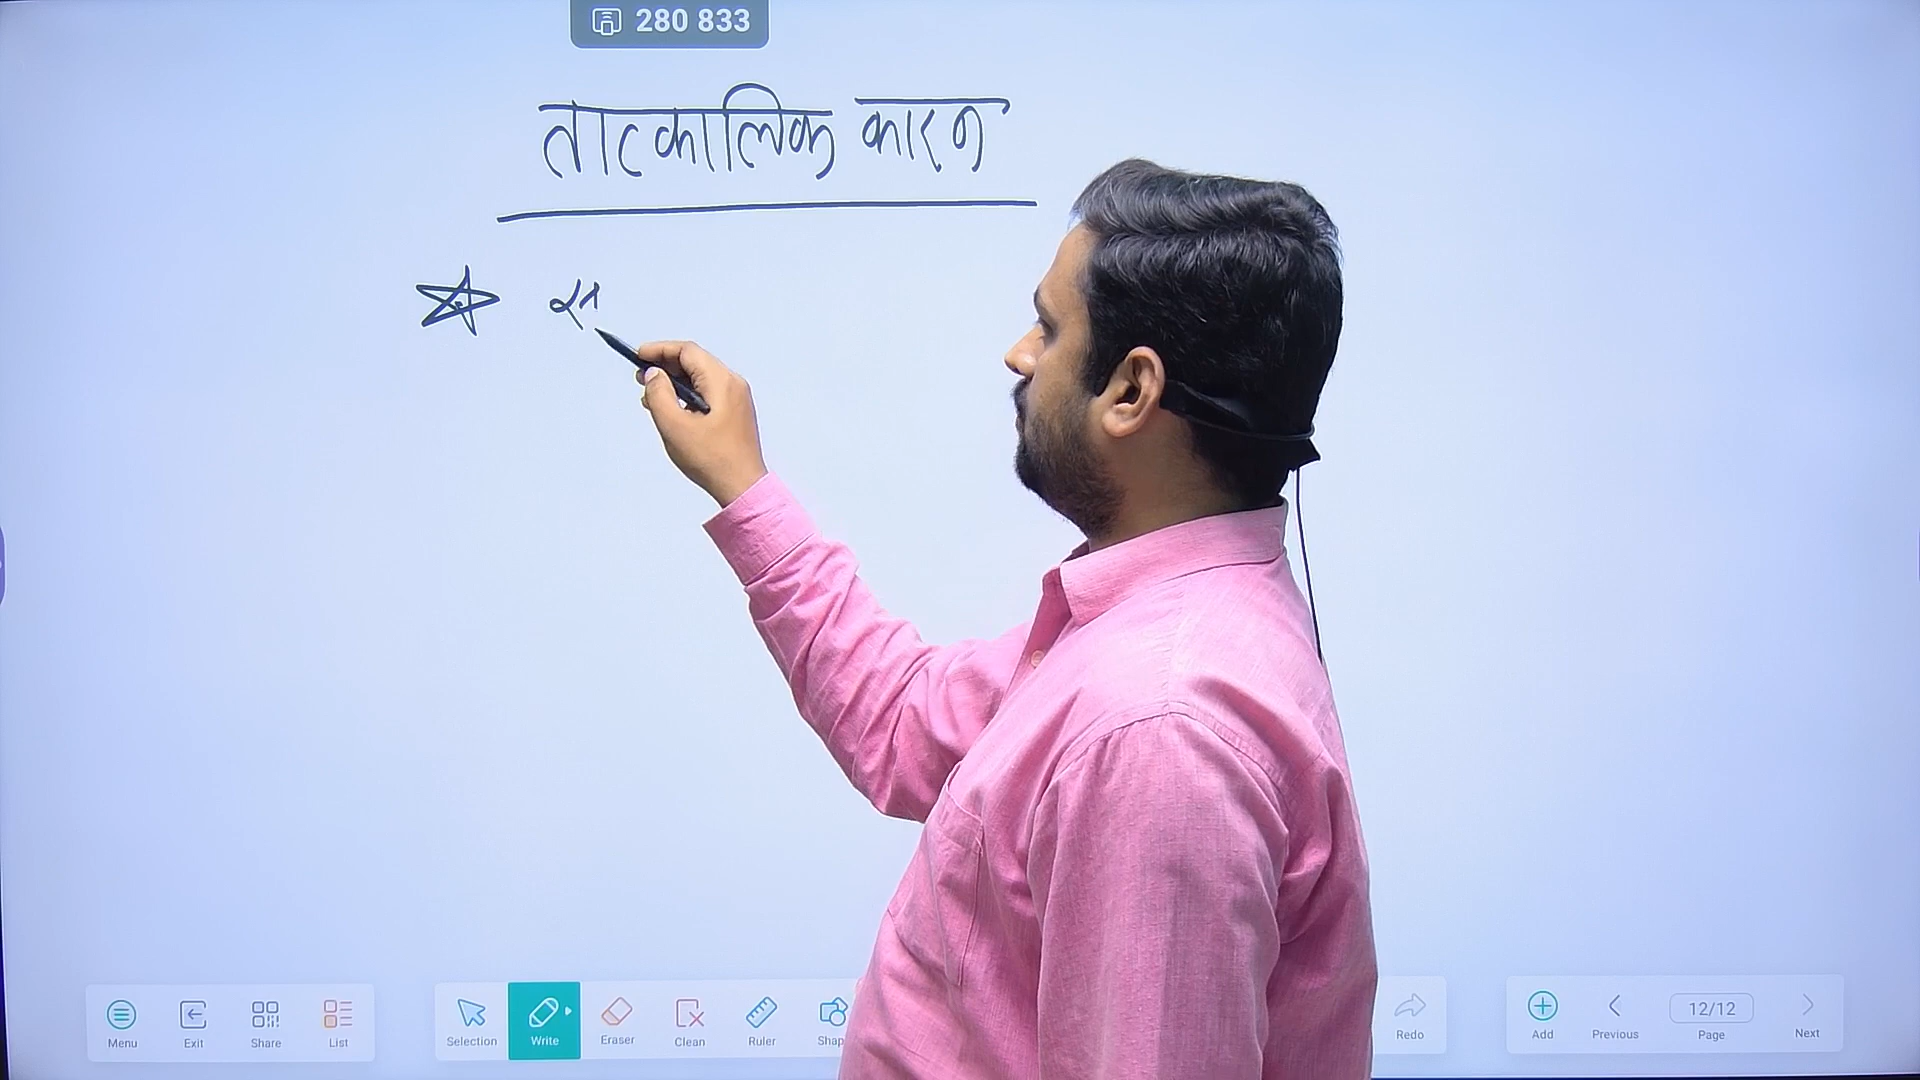 280 833
तात्कालिक कारण
Menu Exit Share List Selection Write Eraser Clean Ruler Redo Add Previous 12/12 Page Next